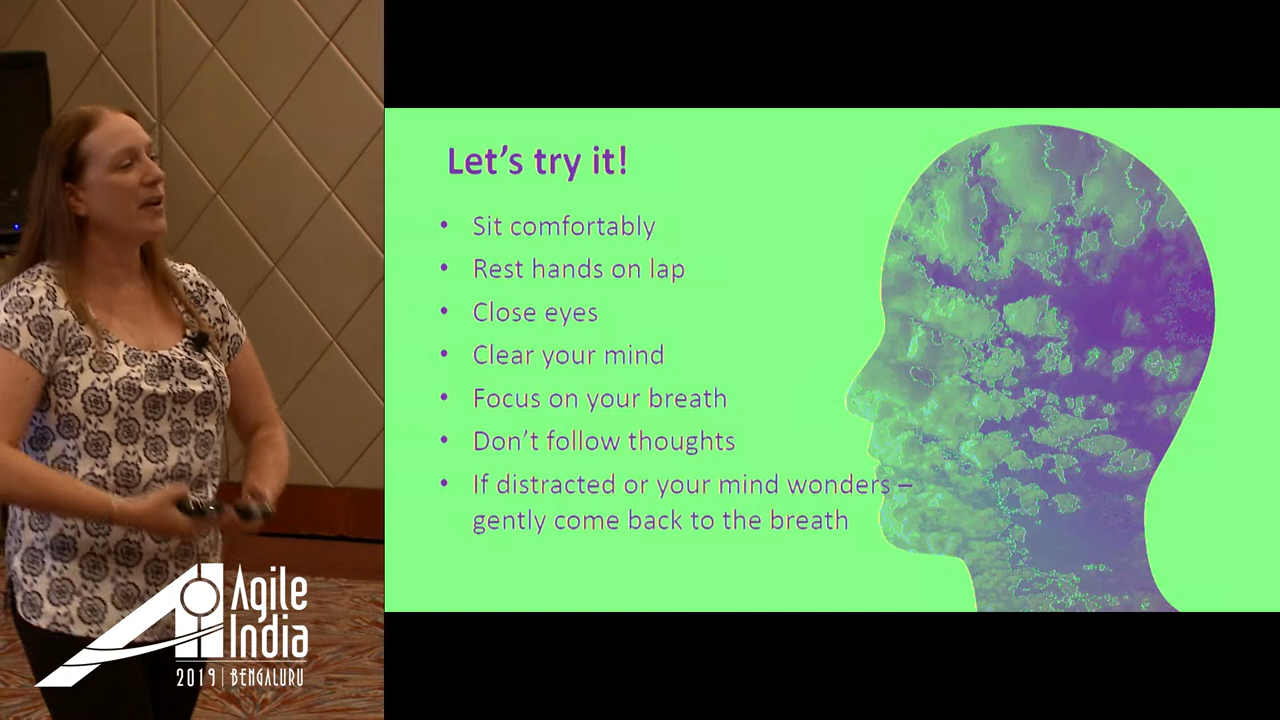 Let's try it!
• Sit comfortably
• Rest hands on lap
• Close eyes
• Clear your mind
• Focus on your breath
• Don't follow thoughts
• If distracted or your mind wonders –
gently come back to the breath
Agile
India
2019 | BENGALURU